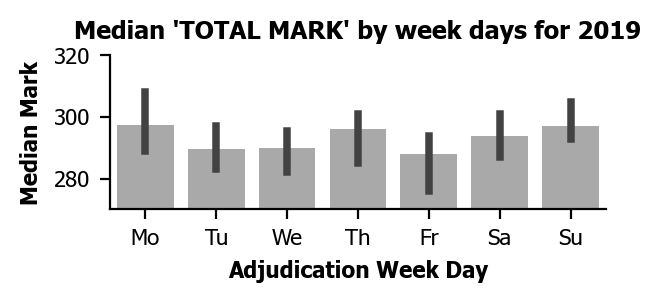 Median 'TOTAL MARK' by week days for 2019
320
300
280
Median Mark
Mo Tu We Th Fr Sa Su
Adjudication Week Day